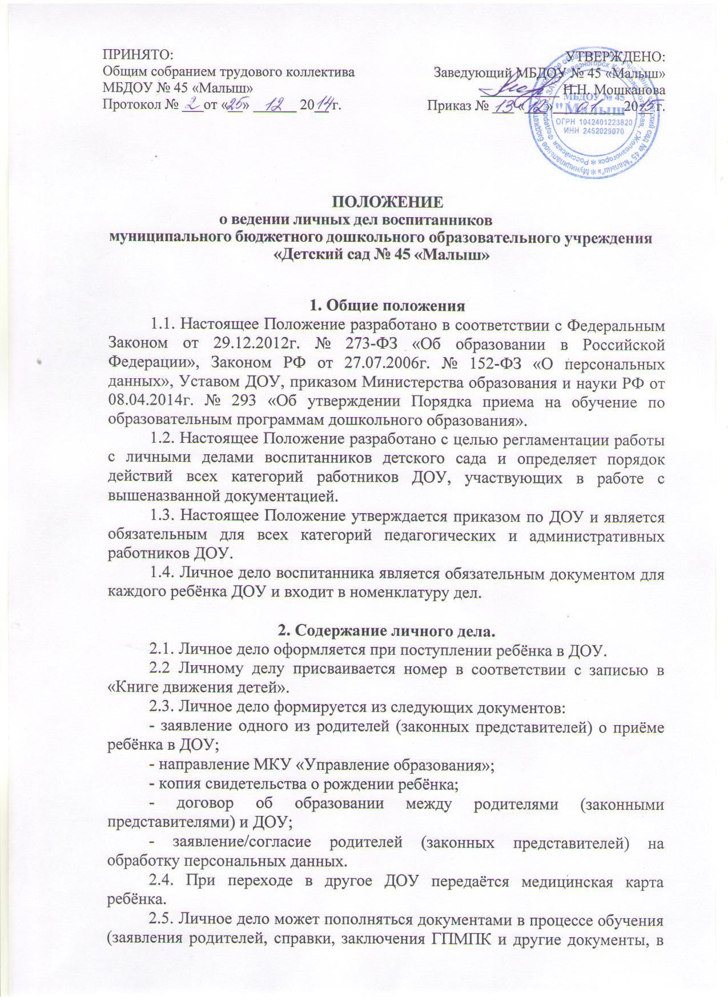 ПРИНЯТО:
Общим собранием трудового коллектива
МБДОУ № 45 «Малыш»
Протокол № 2 от «25» 12 2014г.
УТВЕРЖДЕНО:
Заведующий МБДОУ № 45 «Малыш»
Н.Н. Мошканова
Приказ № 13 «12» 01 2015 г.
МБДОУ № 45
"Малыш"
ОГРН 1042401223820
ИНН 2452029070
ПОЛОЖЕНИЕ
о ведении личных дел воспитанников
муниципального бюджетного дошкольного образовательного учреждения
«Детский сад № 45 «Малыш»
1. Общие положения
1.1. Настоящее Положение разработано в соответствии с Федеральным
Законом от 29.12.2012г. № 273-ФЗ «Об образовании в Российской
Федерации», Законом РФ от 27.07.2006г. № 152-ФЗ «О персональных
данных», Уставом ДОУ, приказом Министерства образования и науки РФ от
08.04.2014г. № 293 «Об утверждении Порядка приема на обучение по
образовательным программам дошкольного образования».
1.2. Настоящее Положение разработано с целью регламентации работы
с личными делами воспитанников детского сада и определяет порядок
действий всех категорий работников ДОУ, участвующих в работе с
вышеназванной документацией.
1.3. Настоящее Положение утверждается приказом по ДОУ и является
обязательным для всех категорий педагогических и административных
работников ДОУ.
1.4. Личное дело воспитанника является обязательным документом для
каждого ребёнка ДОУ и входит в номенклатуру дел.
2. Содержание личного дела.
2.1. Личное дело оформляется при поступлении ребёнка в ДОУ.
2.2 Личному делу присваивается номер в соответствии с записью в
«Книге движения детей».
2.3. Личное дело формируется из следующих документов:
- заявление одного из родителей (законных представителей) о приёме
ребёнка в ДОУ;
- направление МКУ «Управление образования»;
- копия свидетельства о рождении ребёнка;
- договор об образовании между родителями (законными
представителями) и ДОУ;
- заявление/согласие родителей (законных представителей) на
обработку персональных данных.
2.4. При переходе в другое ДОУ передаётся медицинская карта
ребёнка.
2.5. Личное дело может пополняться документами в процессе обучения
(заявления родителей, справки, заключения ГПМПК и другие документы, в